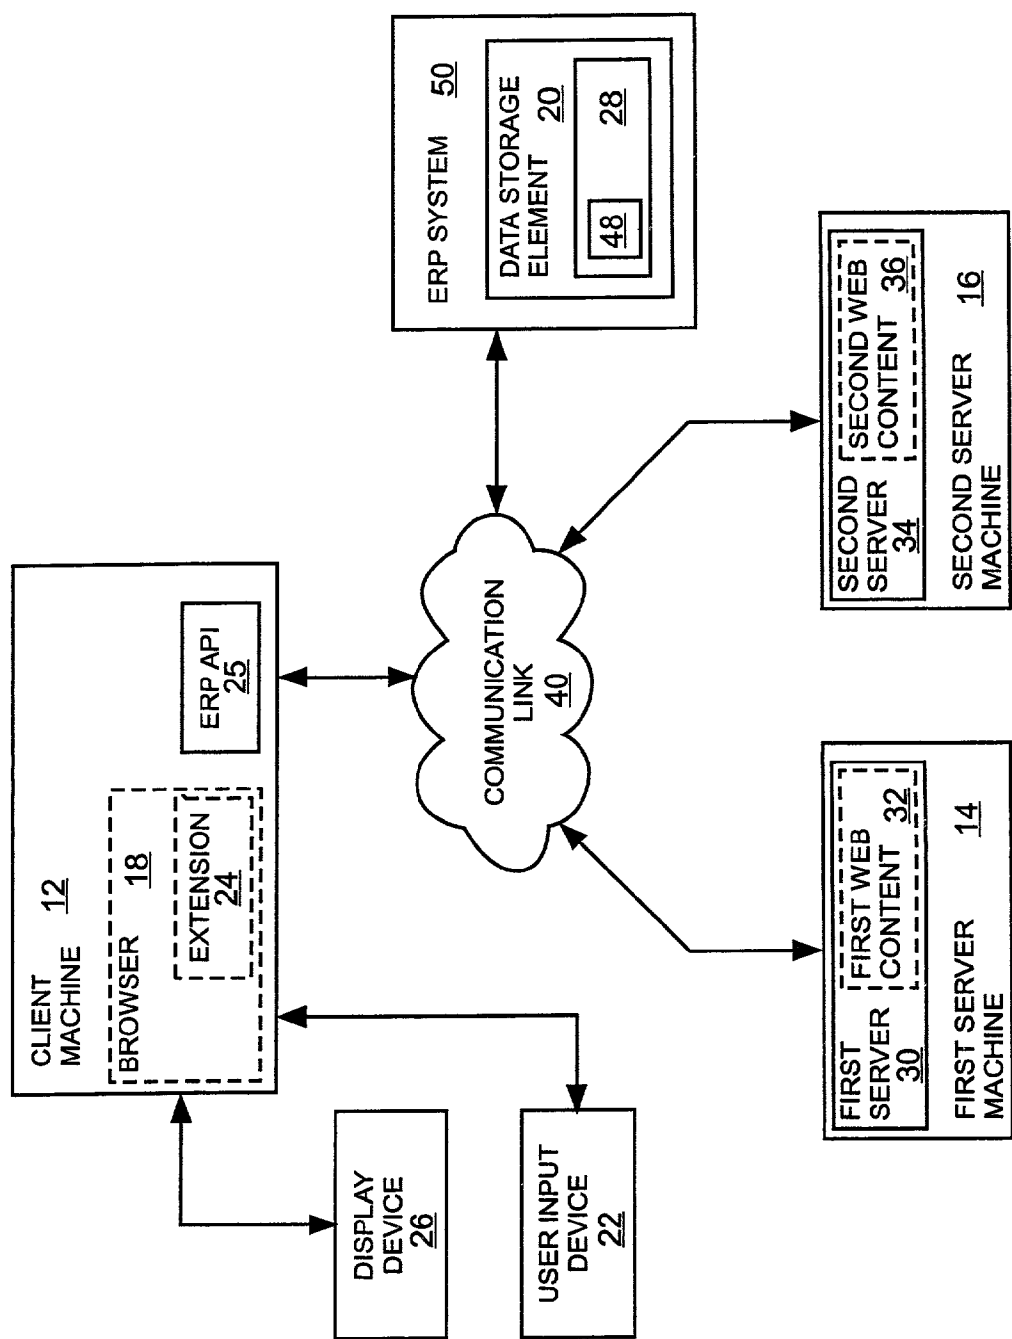 CLIENT
MACHINE 12
BROWSER 18
EXTENSION
24
ERP API
25
DISPLAY
DEVICE
26
USER INPUT
DEVICE
22
COMMUNICATION
LINK
40
ERP SYSTEM 50
DATA STORAGE
ELEMENT 20
48 28
FIRST
SERVER
30
FIRST WEB
CONTENT 32
FIRST SERVER
MACHINE 14
SECOND
SERVER
34
SECOND WEB
CONTENT 36
SECOND SERVER
MACHINE 16